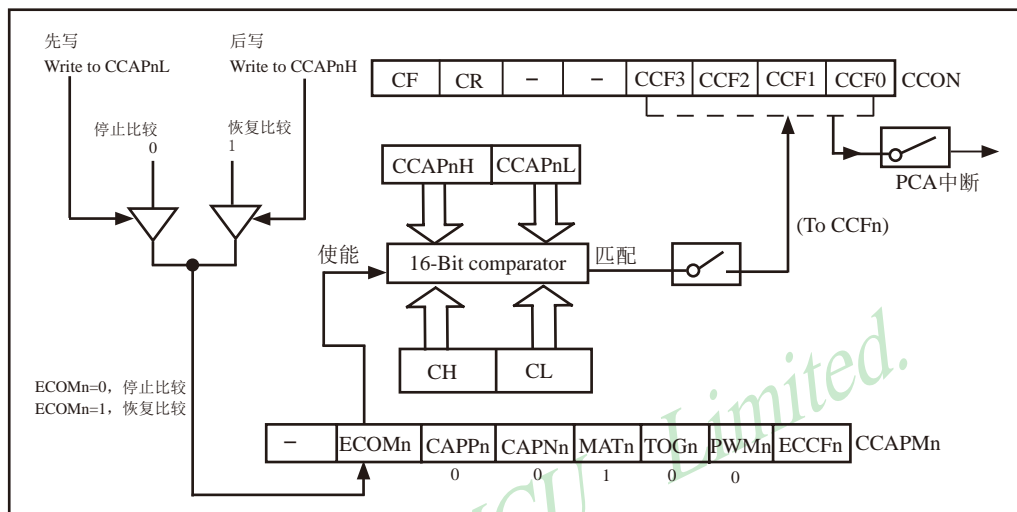 先写
Write to CCAPnL
后写
Write to CCAPnH
停止比较
0
恢复比较
1
CF CR － － CCF3 CCF2 CCF1 CCF0 CCON
PCA中断
CCAPnH CCAPnL
(To CCFn)
使能
16-Bit comparator
匹配
CH CL
ECOMn=0，停止比较
ECOMn=1，恢复比较
－ ECOMn CAPPn CAPNn MATn TOGn PWMn ECCFn CCAPMn
0 0 1 0 0
MCU Limited.